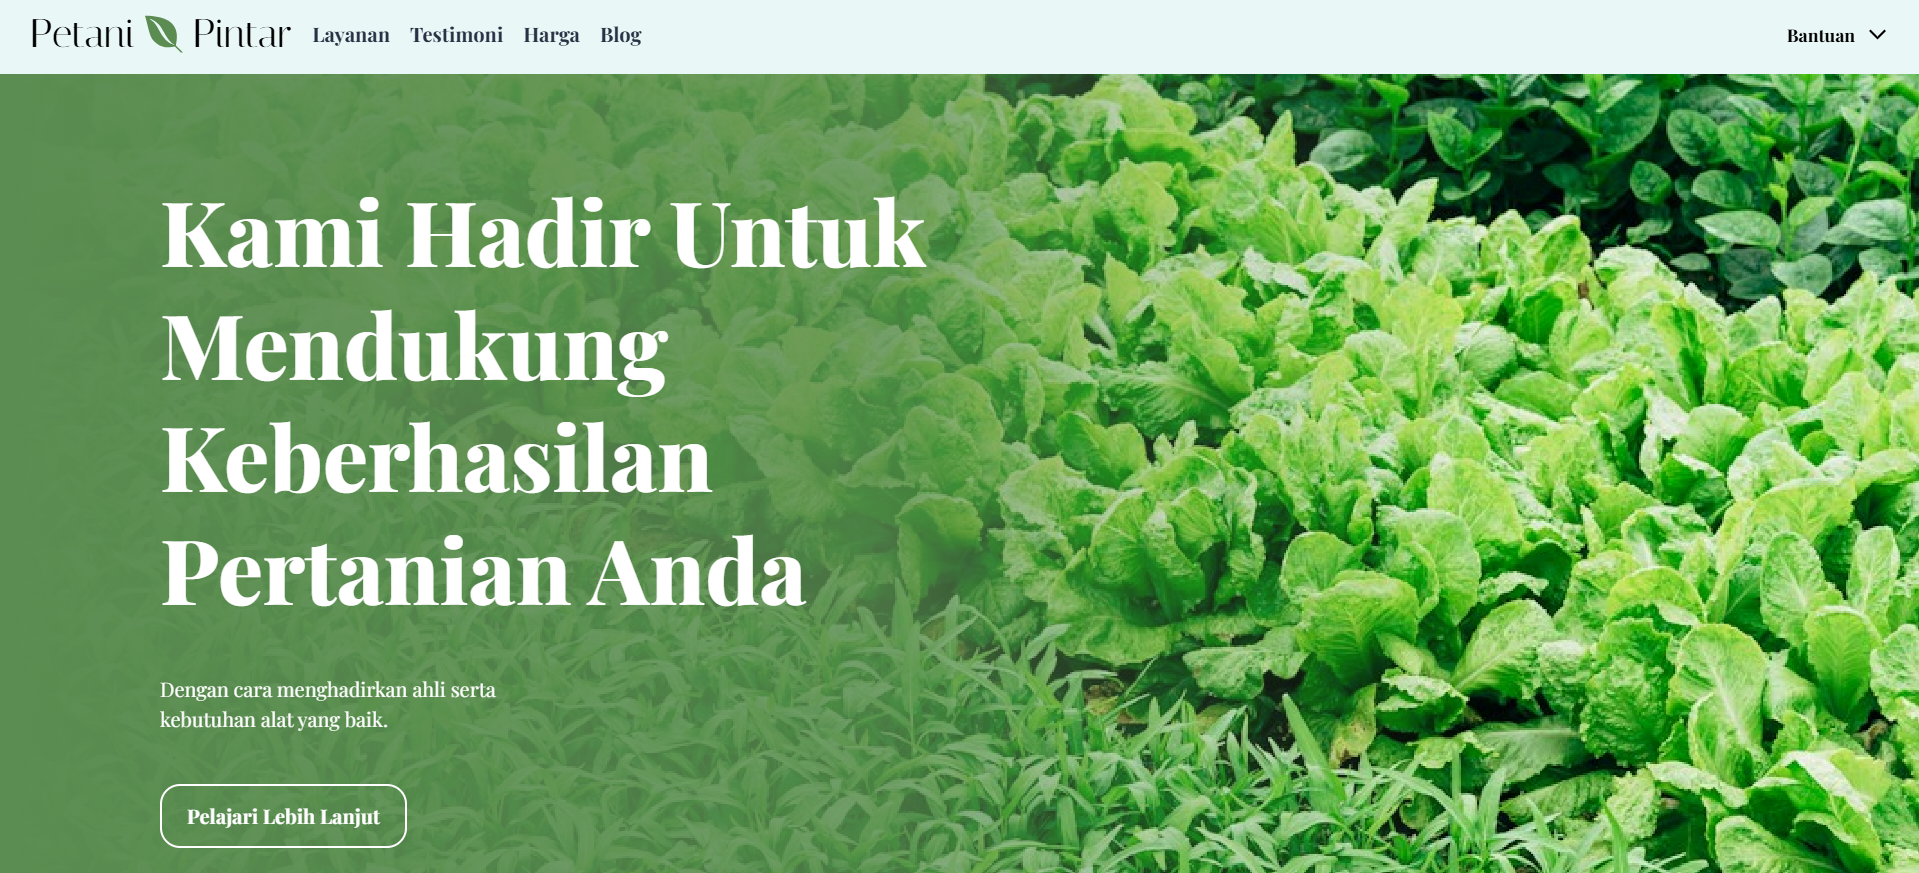 Petani Pintar Layanan Testimoni Harga Blog Bantuan
Kami Hadir Untuk
Mendukung
Keberhasilan
Pertanian Anda
Dengan cara menghadirkan ahli serta
kebutuhan alat yang baik.
Pelajari Lebih Lanjut